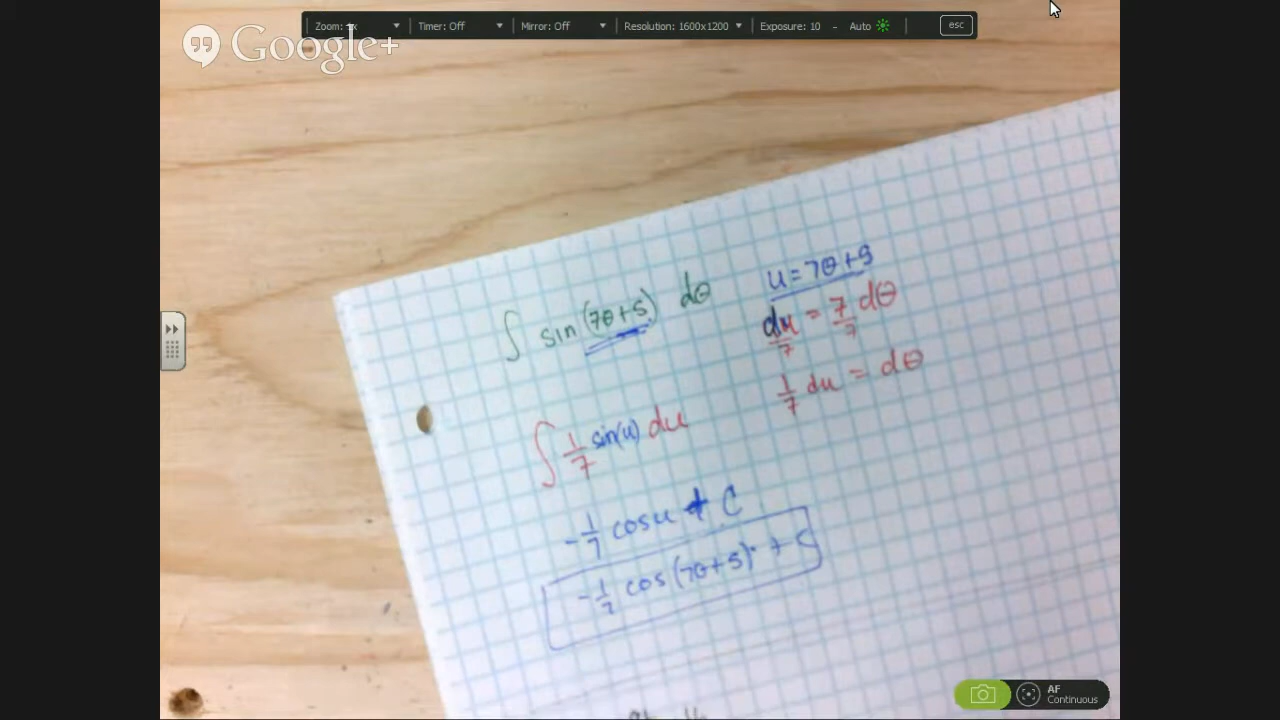 Zoom: 1x Timer: Off Mirror: Off Resolution: 1600x1200 Exposure: 10 - Auto esc
Google+
∫ sin(7θ+5) dθ
u = 7θ+5
du/7 = 7/7 dθ
1/7 du = dθ
∫ 1/7 sin(u) du
-1/7 cosu + C
-1/7 cos(7θ+5) + C
AF
Continuous